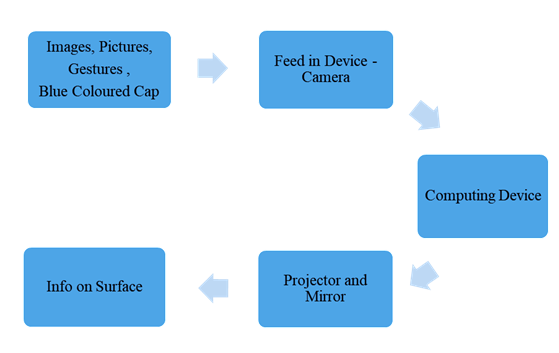 Images, Pictures,
Gestures ,
Blue Coloured Cap
Feed in Device -
Camera
Computing Device
Projector and
Mirror
Info on Surface